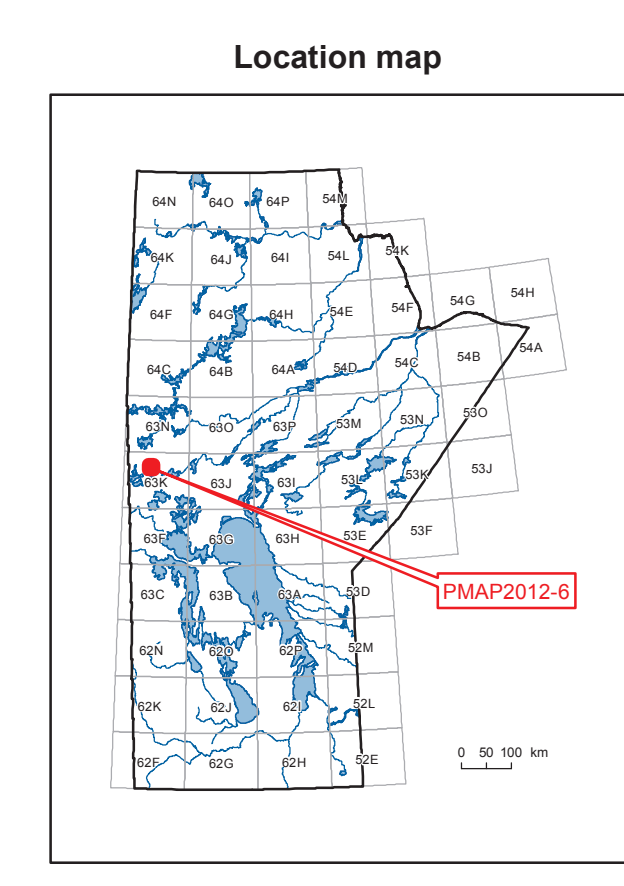 Location map
64N 64O 64P 54M
64K 64J 64I 54L 54K
64F 64G 64H 54E 54F 54G 54H
64C 64B 64A 54D 54C 54B 54A
63N 63O 63P 53M 53N 53O
63K 63J 63I 53L 53K 53J
63F 63G 63H 53E 53F
63C 63B 63A 53D
PMAP2012-6
62N 62O 62P 52M
62K 62J 62I 52L
62F 62G 62H 52E
0 50 100 km